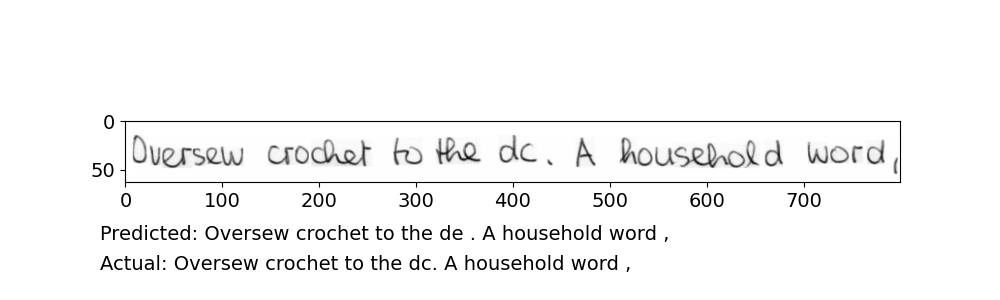 0
Oversew crochet to the dc. A household word,
50
0 100 200 300 400 500 600 700
Predicted: Oversew crochet to the de . A household word ,
Actual: Oversew crochet to the dc. A household word ,